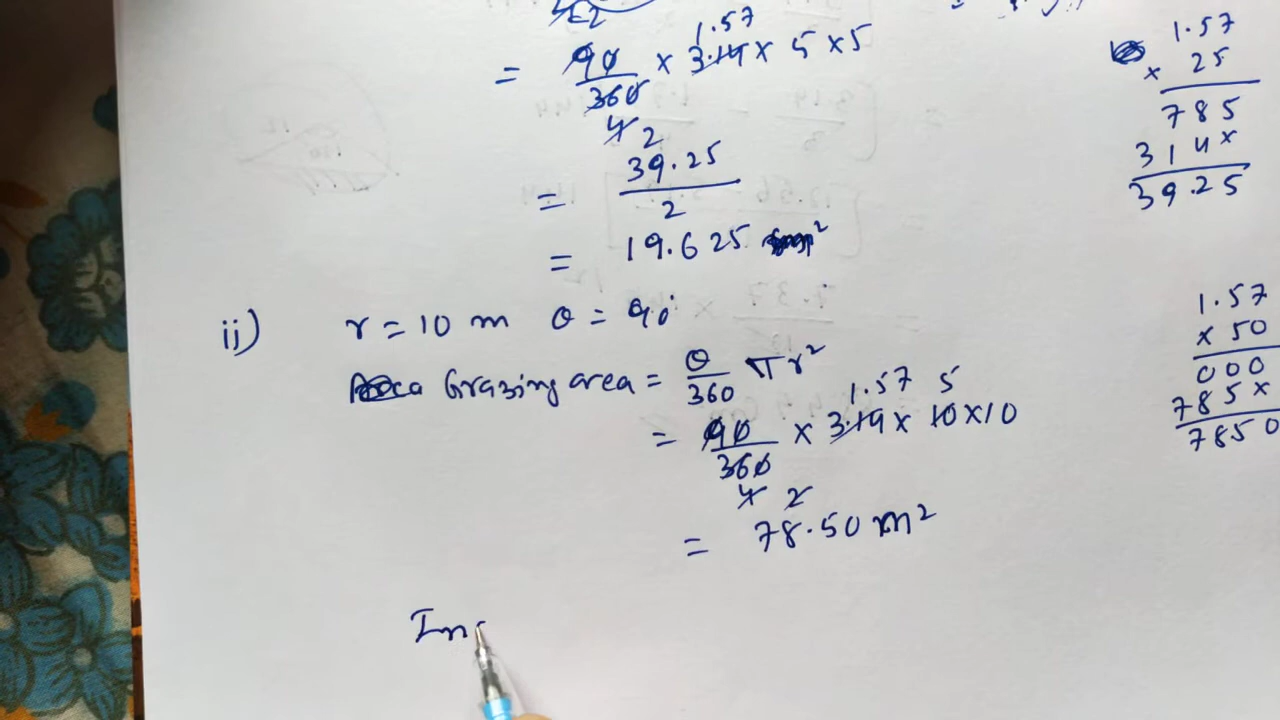 1.57
= 90/360 × 3.14 × 5 × 5
4 2
= 39.25/2
= 19.625
ii) r = 10 m θ = 90°
Grazing area = θ/360 πr²
1.57 5
= 90/360 × 3.14 × 10 × 10
4 2
= 78.50 m²
In
1.57
× 25
785
314×
39.25
1.57
× 50
000
785×
7850